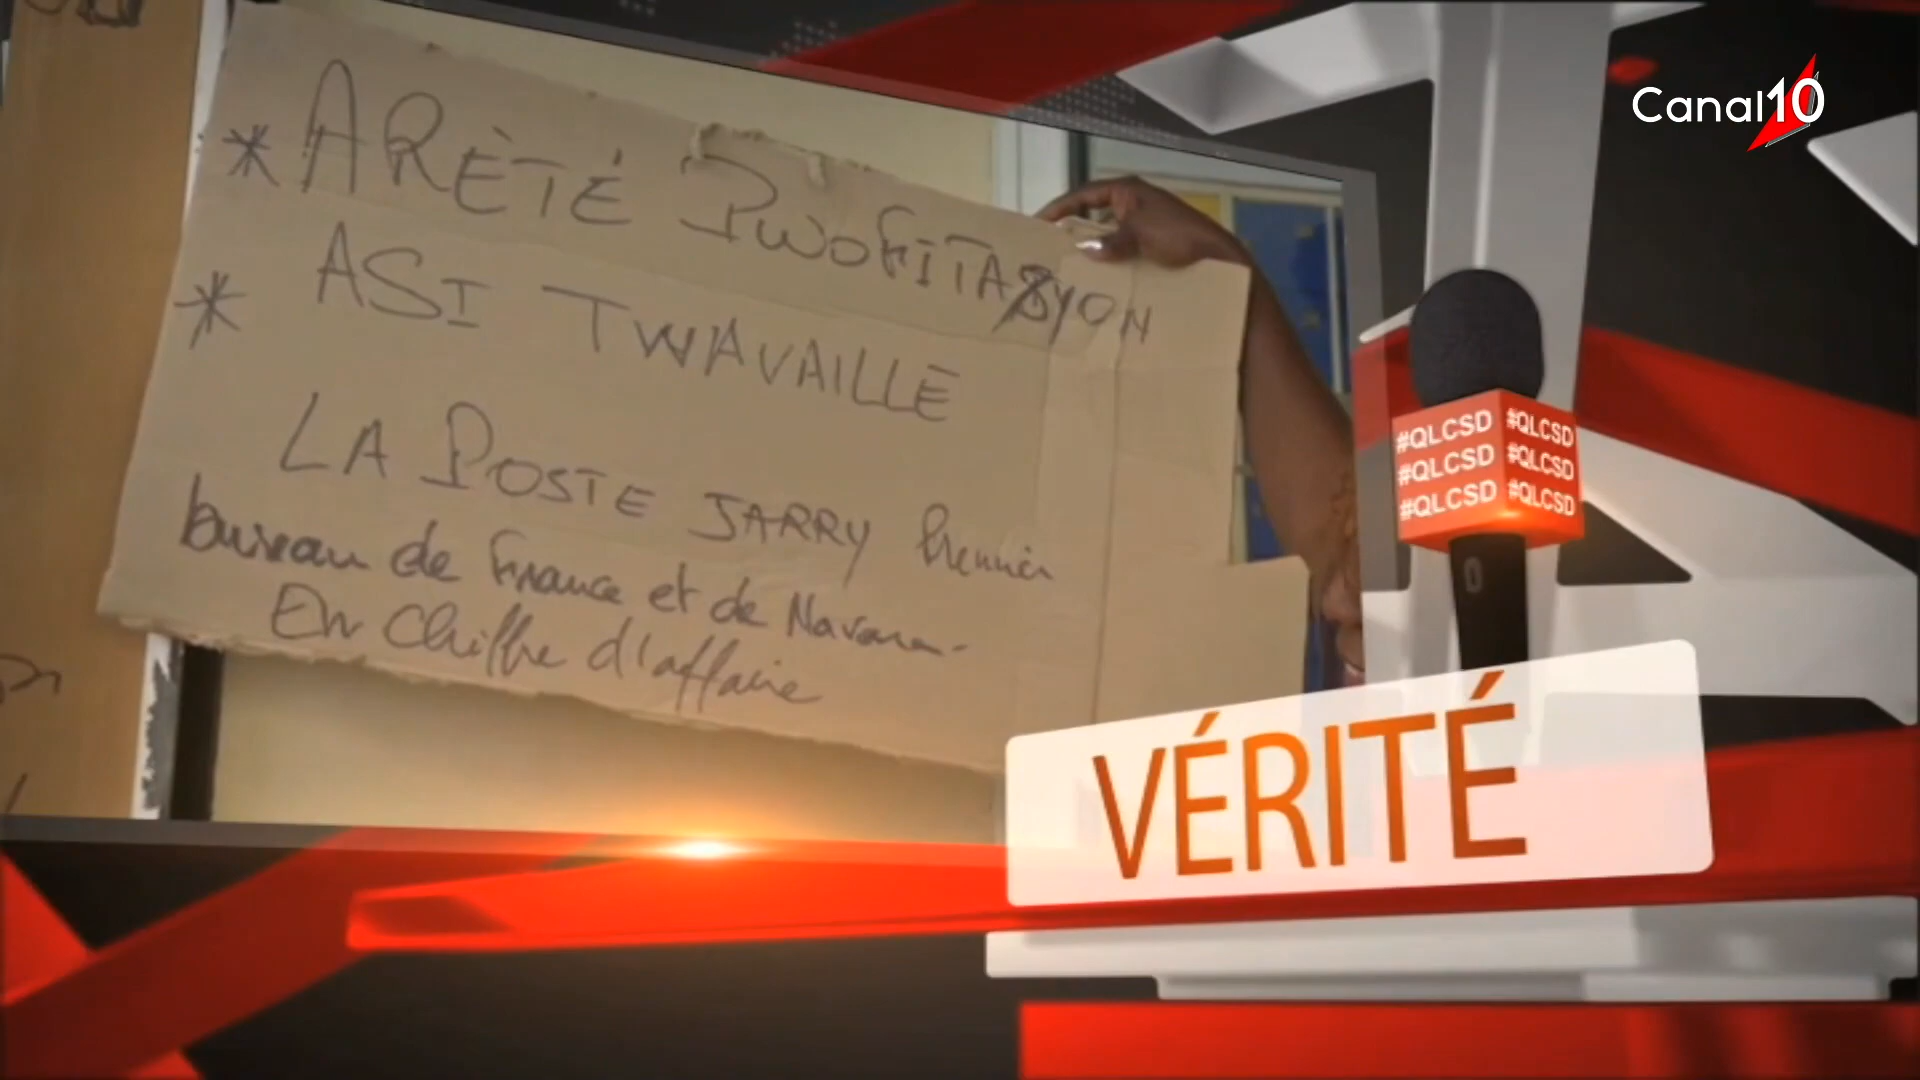 Canal10
* ARÈTÉ PWOFITASYON
* ASI TWAVAILLÈ
LA POSTE JARRY Premier
bureau de France et de Navarre
En Chiffre d'affaire
#QLCSD #QLCSD
#QLCSD #QLCSD
#QLCSD #QLCSD
VÉRITÉ